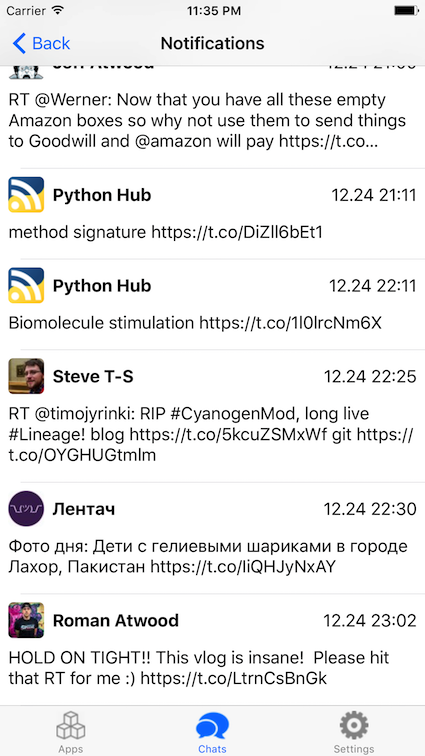 Carrier 11:35 PM
Back Notifications
Jeff Atwood 12.24 21:00
RT @Werner: Now that you have all these empty
Amazon boxes so why not use them to send things
to Goodwill and @amazon will pay https://t.co...
Python Hub 12.24 21:11
method signature https://t.co/DiZll6bEt1
Python Hub 12.24 22:11
Biomolecule stimulation https://t.co/1l0lrcNm6X
Steve T-S 12.24 22:25
RT @timojyrinki: RIP #CyanogenMod, long live
#Lineage! blog https://t.co/5kcuZSMxWf git https://
t.co/OYGHUGtmlm
Лентач 12.24 22:30
Фото дня: Дети с гелиевыми шариками в городе
Лахор, Пакистан https://t.co/liQHJyNxAY
Roman Atwood 12.24 23:02
HOLD ON TIGHT!! This vlog is insane!  Please hit
that RT for me :) https://t.co/LtrnCsBnGk
Apps Chats Settings